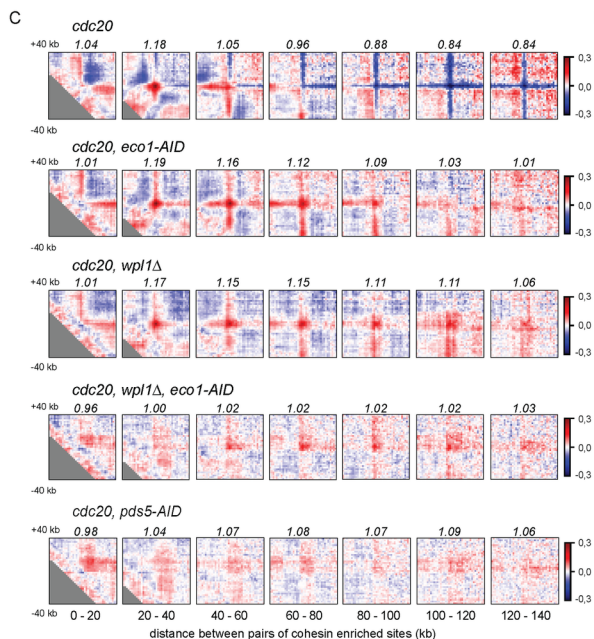 C
cdc20
+40 kb 1.04 1.18 1.05 0.96 0.88 0.84 0.84
0,3
0,0
-0,3
-40 kb
cdc20, eco1-AID
+40 kb 1.01 1.19 1.16 1.12 1.09 1.03 1.01
0,3
0,0
-0,3
-40 kb
cdc20, wpl1Δ
+40 kb 1.01 1.17 1.15 1.15 1.11 1.11 1.06
0,3
0,0
-0,3
-40 kb
cdc20, wpl1Δ, eco1-AID
+40 kb 0.96 1.00 1.02 1.02 1.02 1.02 1.03
0,3
0,0
-0,3
-40 kb
cdc20, pds5-AID
+40 kb 0.98 1.04 1.07 1.08 1.07 1.09 1.06
0,3
0,0
-0,3
-40 kb
0 - 20 20 - 40 40 - 60 60 - 80 80 - 100 100 - 120 120 - 140
distance between pairs of cohesin enriched sites (kb)